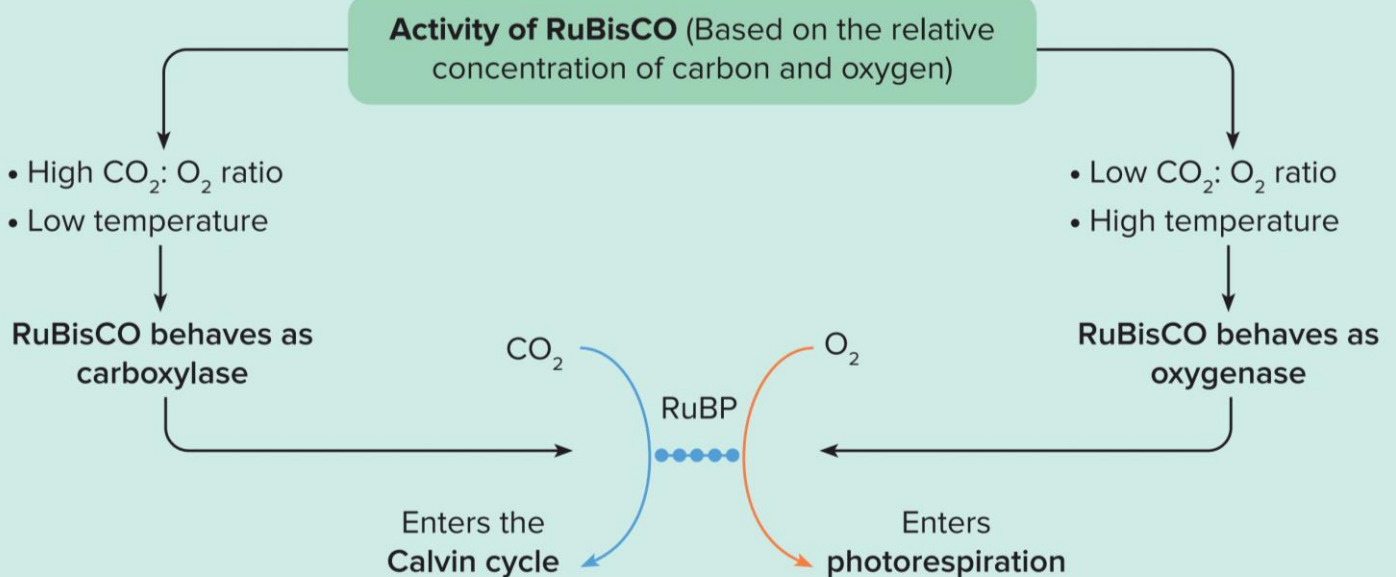 Activity of RuBisCO (Based on the relative
concentration of carbon and oxygen)
• High CO₂: O₂ ratio
• Low temperature
• Low CO₂: O₂ ratio
• High temperature
RuBisCO behaves as
carboxylase
RuBisCO behaves as
oxygenase
CO₂
O₂
RuBP
Enters the
Calvin cycle
Enters
photorespiration